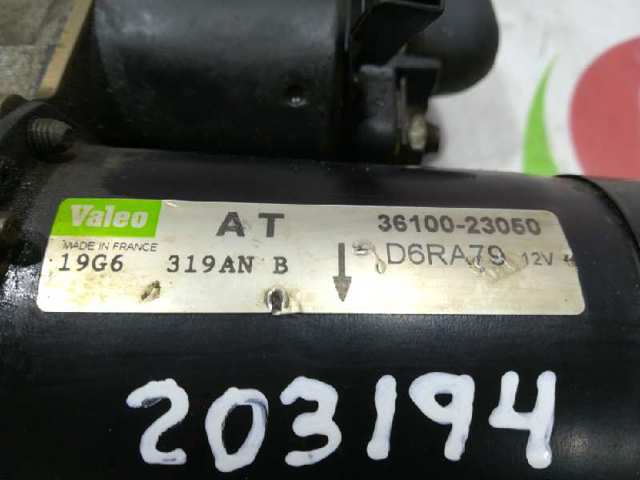 Valeo AT 36100-23050
MADE IN FRANCE D6RA79 12V
19G6 319AN B
203194